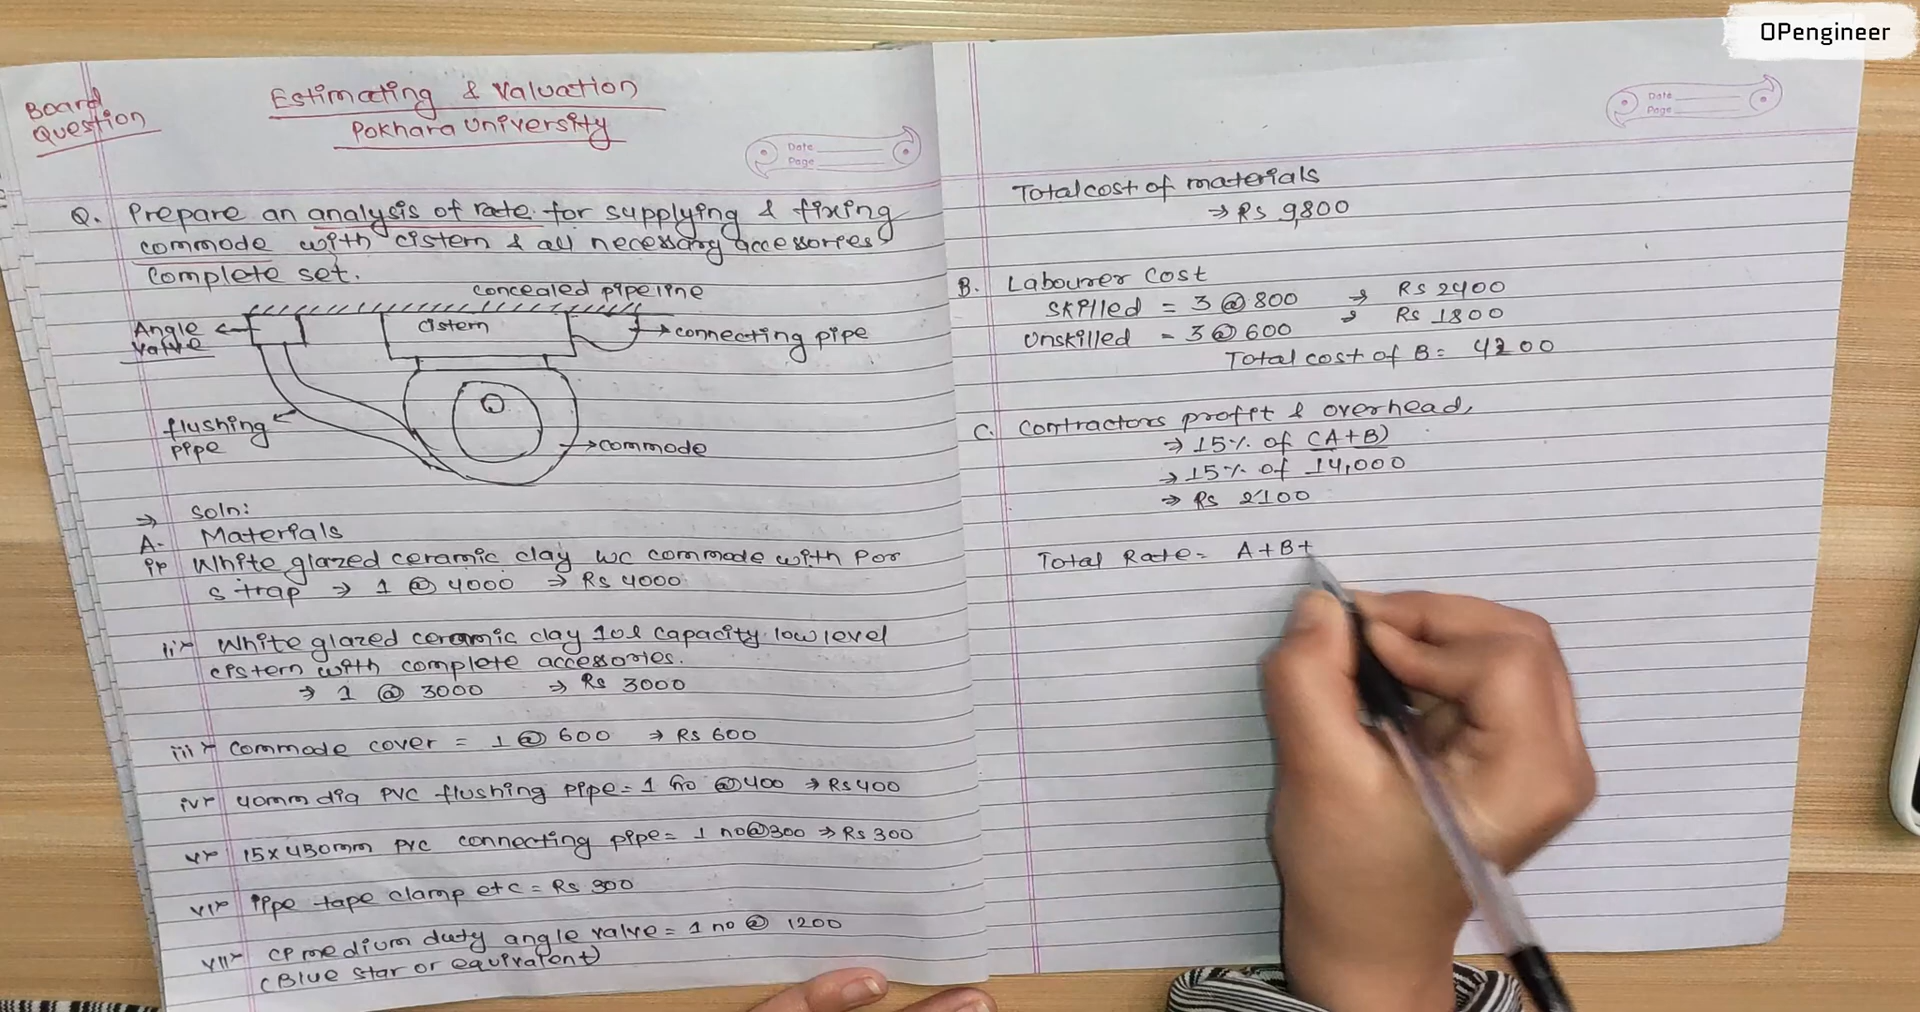 OPengineer
Board
Question
Estimating & Valuation
Pokhara University
Date
Page
Q. Prepare an analysis of rate for supplying & fixing
commode with cistern & all necessary accessories
complete set.
concealed pipeline
Angle
valve
cistern
connecting pipe
flushing
pipe
commode
⇒ Soln:
A. Materials
i> White glazed ceramic clay WC commode with P or
S trap → 1 @ 4000 ⇒ Rs 4000
ii> White glazed ceramic clay 10l capacity low level
cistern with complete accessories.
→ 1 @ 3000 ⇒ Rs 3000
iii> commode cover = 1 @ 600 ⇒ Rs 600
iv> 40mm dia PVC flushing pipe = 1 no @ 400 ⇒ Rs 400
v> 15x450mm PVC connecting pipe = 1 no @ 300 ⇒ Rs 300
vi> Pipe tape clamp etc = Rs 300
vii> CP medium duty angle valve = 1 no @ 1200
(Blue star or equivalent)
Date
Page
Total cost of materials
⇒ Rs 9,800
B. Labourer cost
Skilled = 3 @ 800 ⇒ Rs 2400
Unskilled = 3 @ 600 ⇒ Rs 1800
Total cost of B = 4200
C. Contractors profit & overhead,
⇒ 15% of (A+B)
⇒ 15% of 14,000
⇒ Rs 2100
Total Rate = A+B+